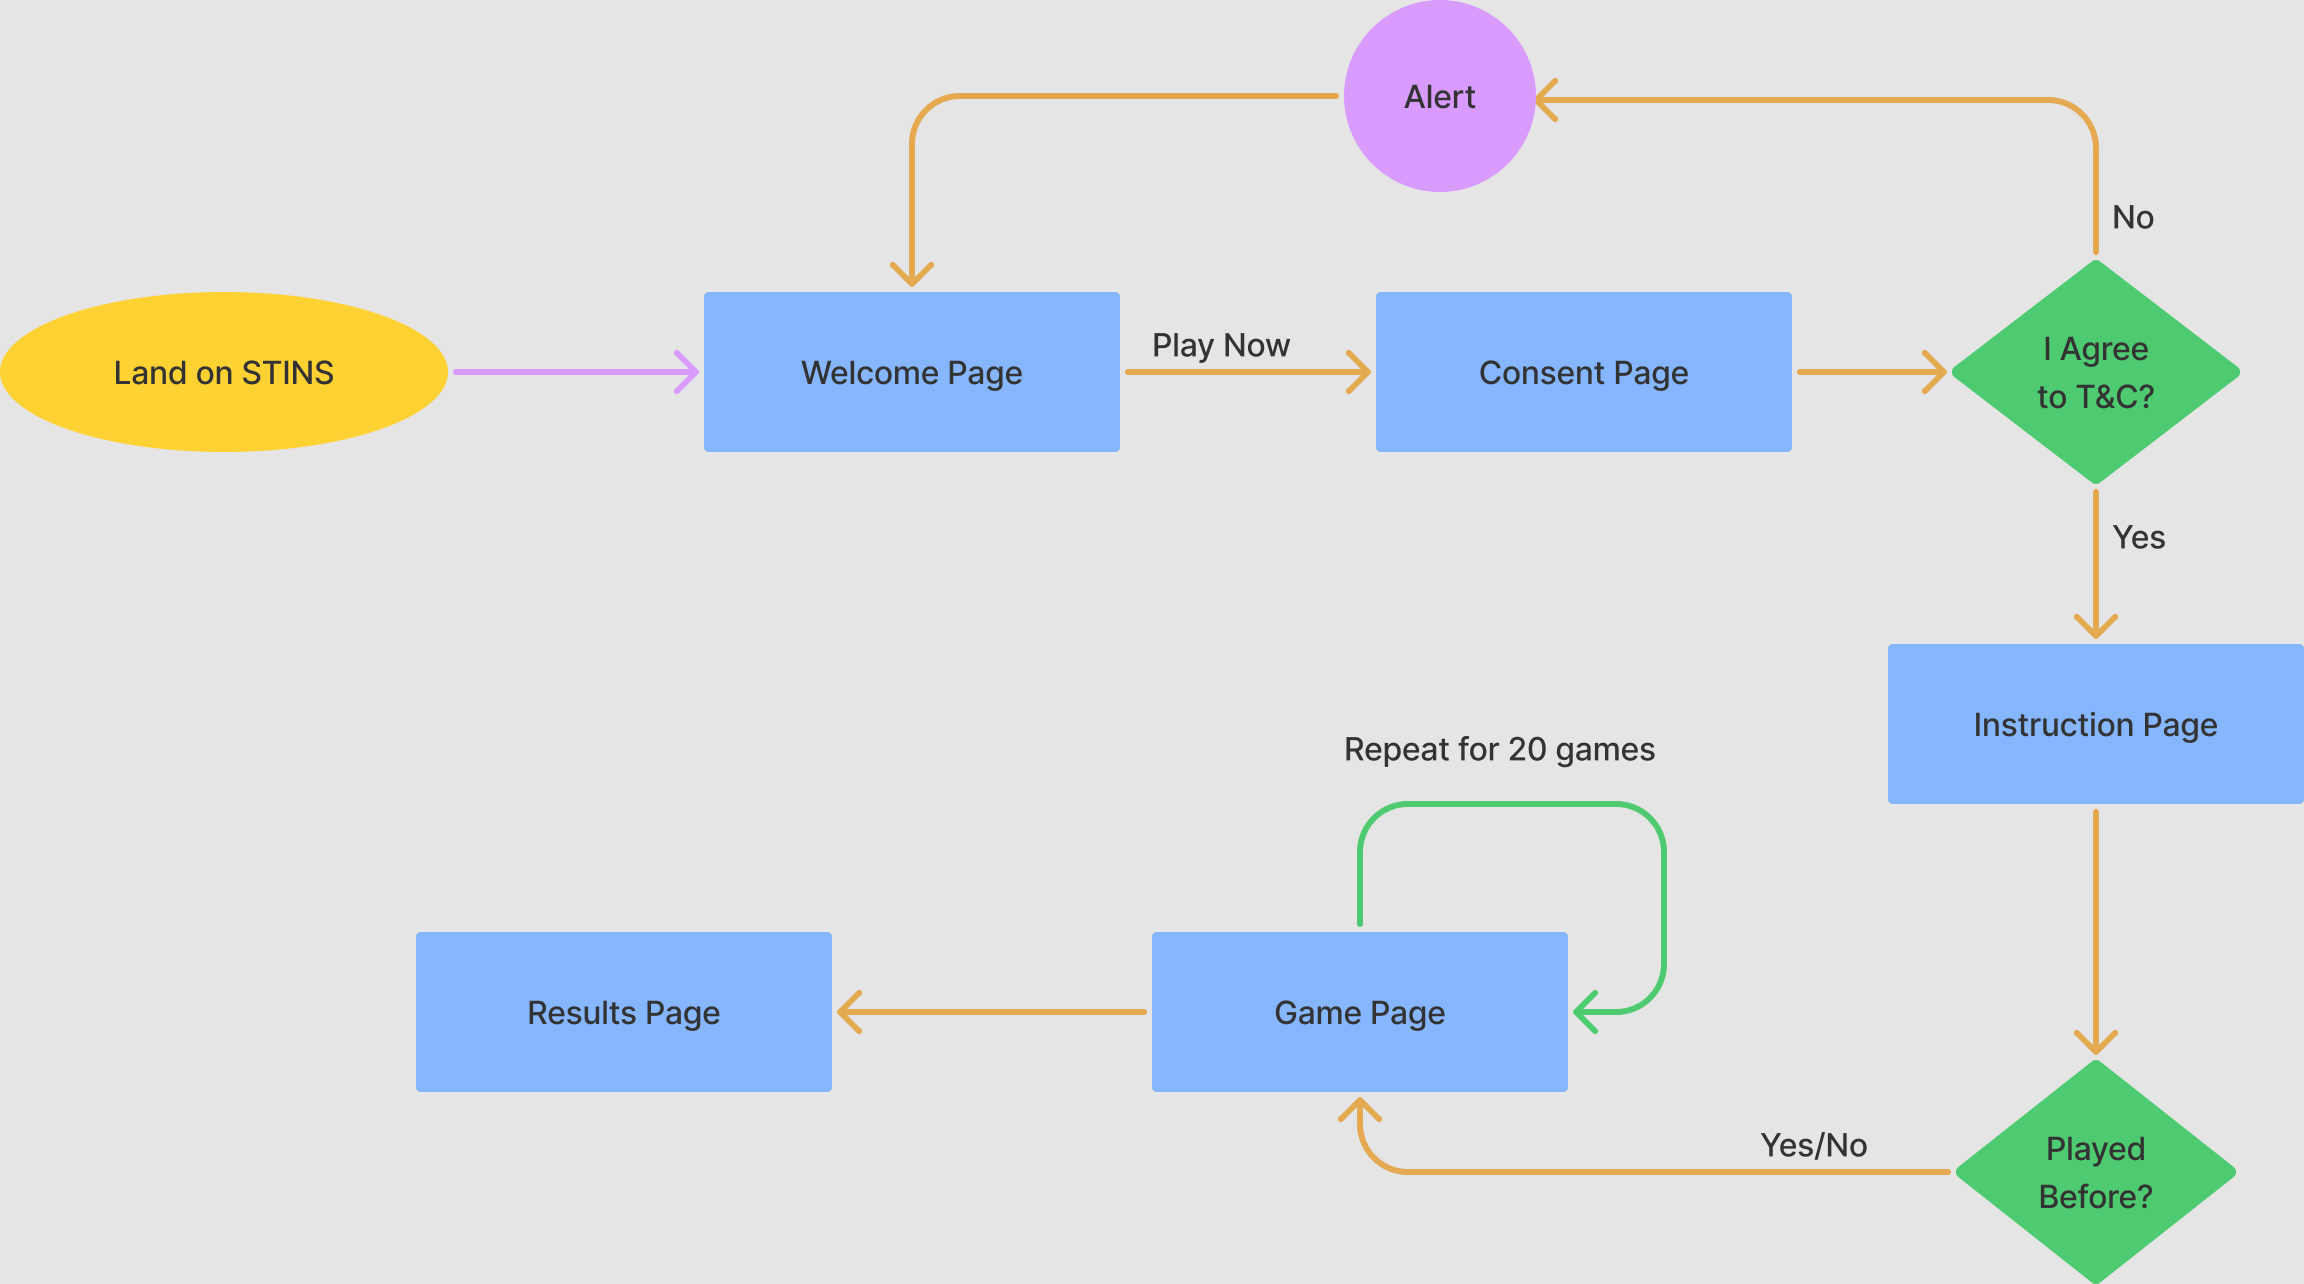 Alert
No
Land on STINS
Welcome Page
Play Now
Consent Page
I Agree
to T&C?
Yes
Instruction Page
Repeat for 20 games
Results Page
Game Page
Yes/No
Played
Before?